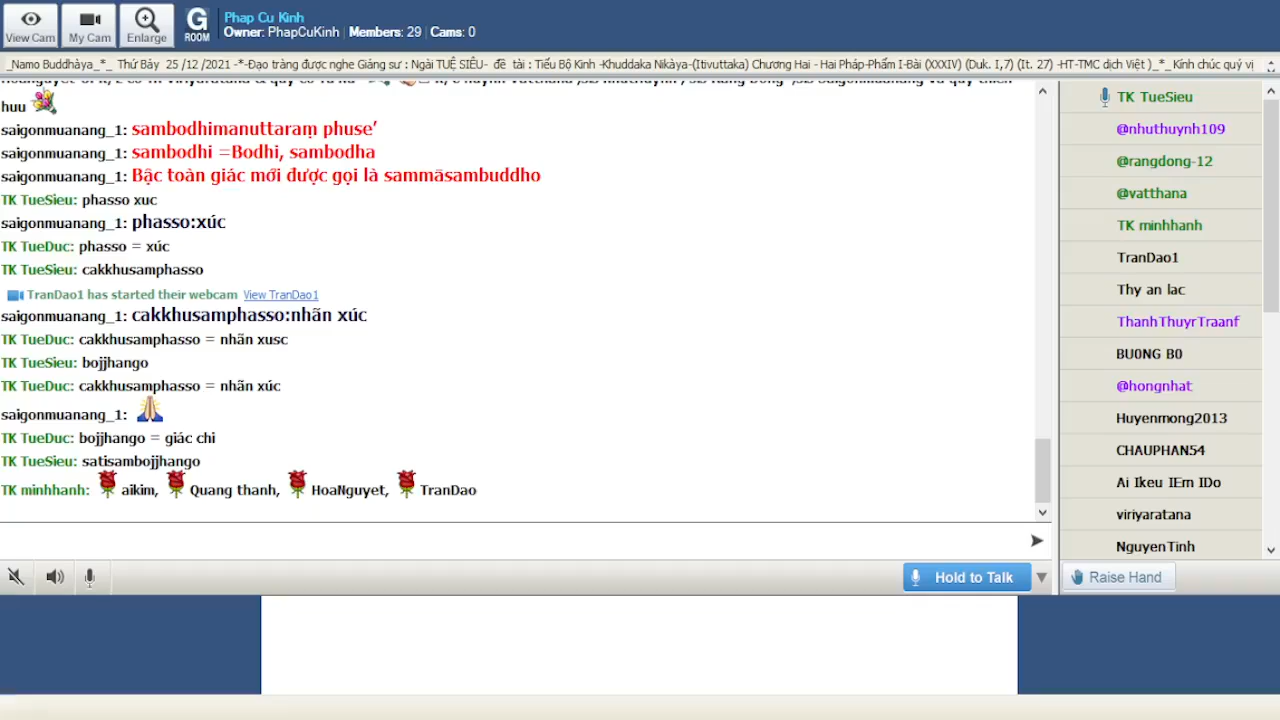 View Cam
My Cam
Enlarge
G
ROOM
Phap Cu Kinh
Owner: PhapCuKinh | Members: 29 | Cams: 0
_Namo Buddhàya_*_ Thứ Bảy 25 /12 /2021 -*-Đạo tràng được nghe Giảng sư : Ngài TUỆ SIÊU- đề tài : Tiểu Bộ Kinh -Khuddaka Nikàya-(Itivuttaka) Chương Hai - Hai Pháp-Phẩm I-Bài (XXXIV) (Duk. I,7) (It. 27) -HT-TMC dịch Việt )_*_ Kính chúc quý vị
huu
saigonmuanang_1: sambodhimanuttaraṃ phuse’
saigonmuanang_1: sambodhi =Bodhi, sambodha
saigonmuanang_1: Bậc toàn giác mới được gọi là sammāsambuddho
TK TueSieu: phasso xuc
saigonmuanang_1: phasso:xúc
TK TueDuc: phasso = xúc
TK TueSieu: cakkhusamphasso
TranDao1 has started their webcam View TranDao1
saigonmuanang_1: cakkhusamphasso:nhãn xúc
TK TueDuc: cakkhusamphasso = nhãn xusc
TK TueSieu: bojjhango
TK TueDuc: cakkhusamphasso = nhãn xúc
saigonmuanang_1:
TK TueDuc: bojjhango = giác chi
TK TueSieu: satisambojjhango
TK minhhanh: aikim, Quang thanh, HoaNguyet, TranDao
Hold to Talk
TK TueSieu
@nhuthuynh109
@rangdong-12
@vatthana
TK minhhanh
TranDao1
Thy an lac
ThanhThuyrTraanf
BU0NG B0
@hongnhat
Huyenmong2013
CHAUPHAN54
Ai Ikeu IEm IDo
viriyaratana
NguyenTinh
Raise Hand